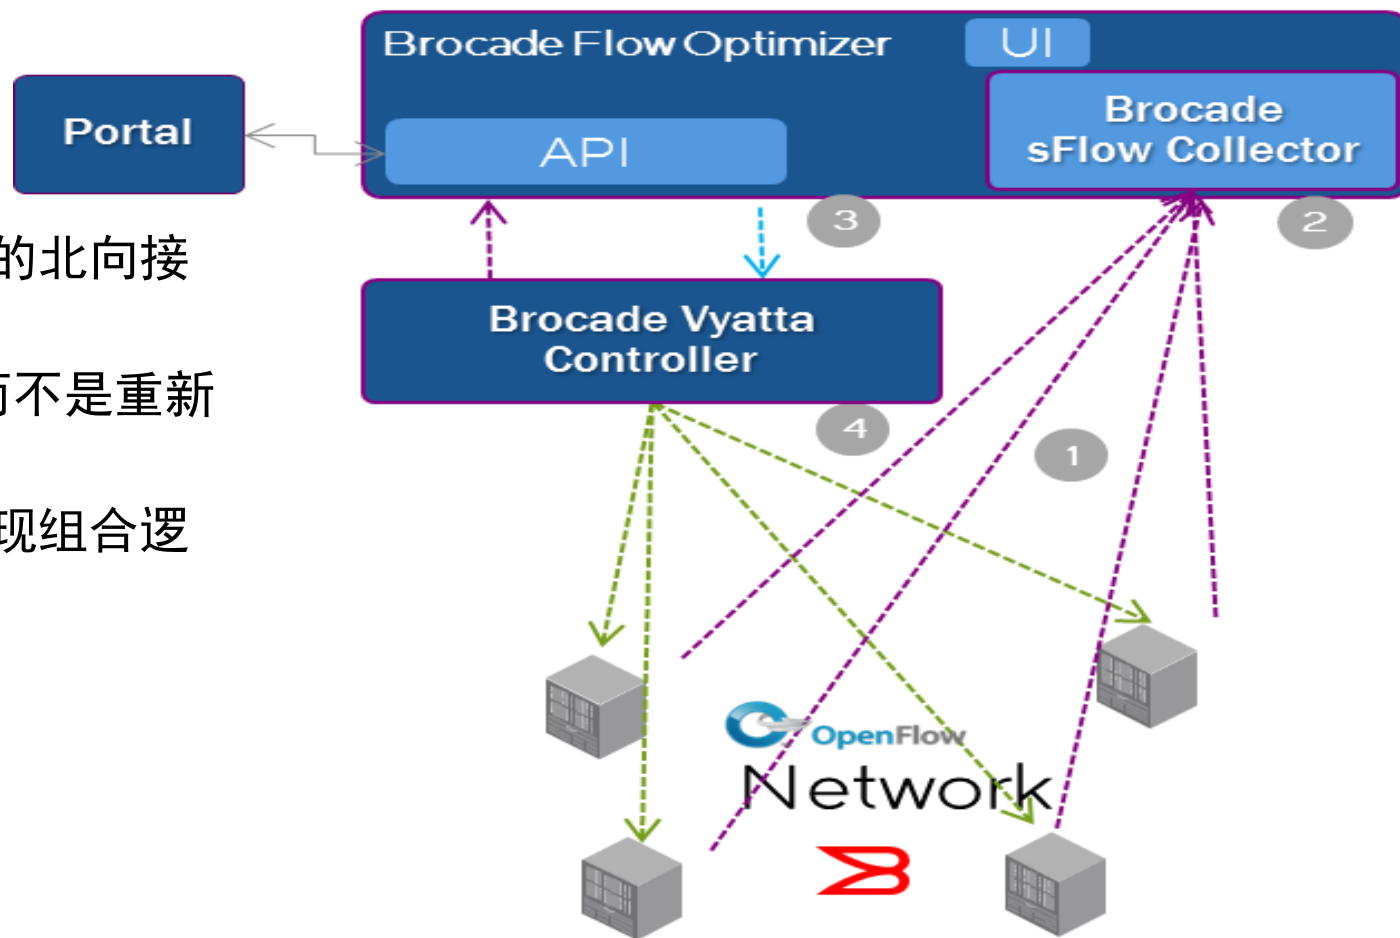 Brocade Flow Optimizer
UI
Portal
API
Brocade
sFlow Collector
3
2
的北向接
Brocade Vyatta
Controller
而不是重新
4
1
现组合逻
OpenFlow
Network